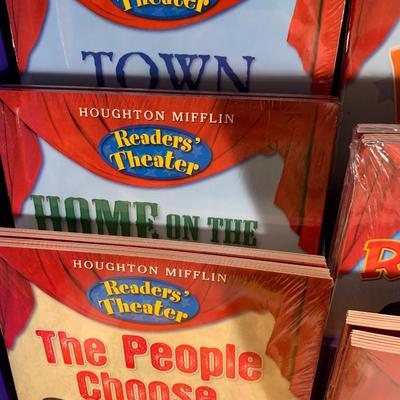 Theater
TOWN
HOUGHTON MIFFLIN
Readers'
Theater
HOME ON THE
HOUGHTON MIFFLIN
Readers'
Theater
The People
Choose
R